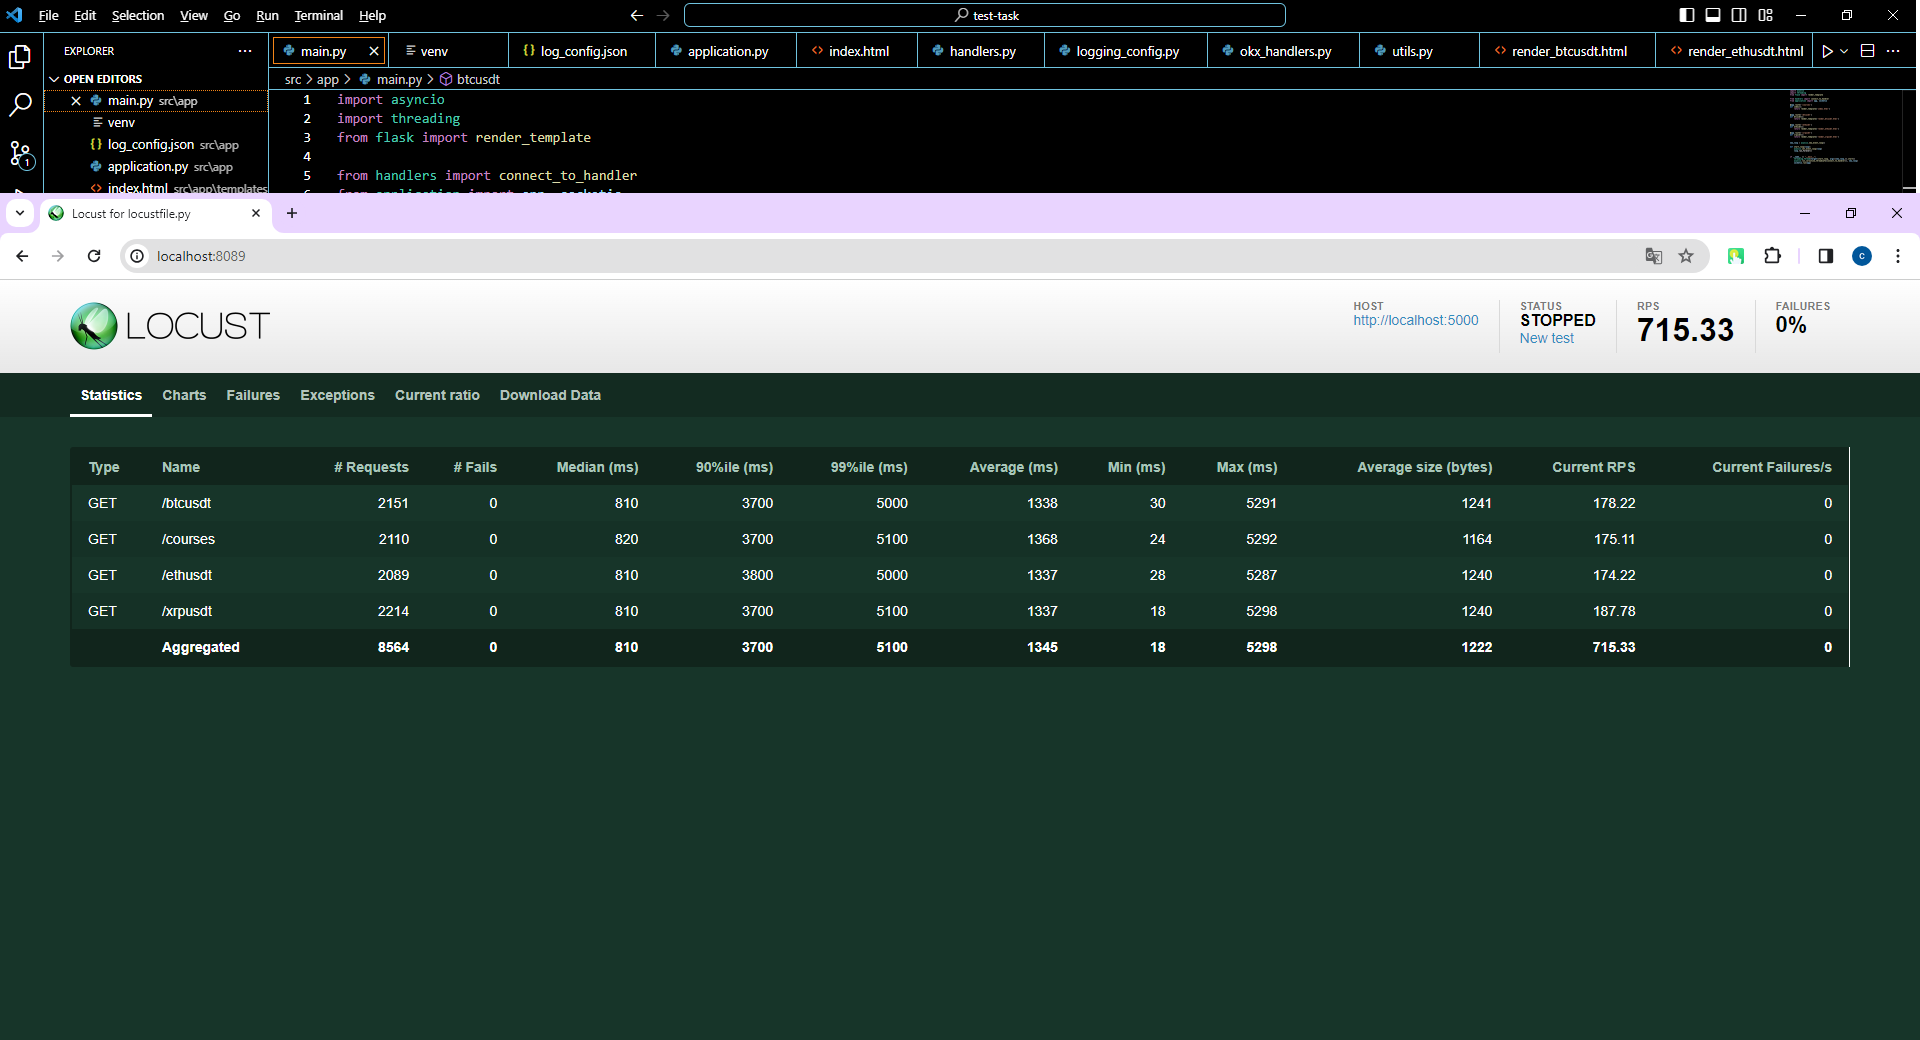 File Edit Selection View Go Run Terminal Help test-task
EXPLORER
main.py venv log_config.json application.py index.html handlers.py logging_config.py okx_handlers.py utils.py render_btcusdt.html render_ethusdt.html
OPEN EDITORS
src > app > main.py > btcusdt
main.py src\app
venv
log_config.json src\app
application.py src\app
index.html src\app\templates
1
1 import asyncio
2 import threading
3 from flask import render_template
4
5 from handlers import connect_to_handler
Locust for locustfile.py
localhost:8089
c
LOCUST
HOST
http://localhost:5000
STATUS
STOPPED
New test
RPS
715.33
FAILURES
0%
Statistics Charts Failures Exceptions Current ratio Download Data
Type Name # Requests # Fails Median (ms) 90%ile (ms) 99%ile (ms) Average (ms) Min (ms) Max (ms) Average size (bytes) Current RPS Current Failures/s
GET /btcusdt 2151 0 810 3700 5000 1338 30 5291 1241 178.22 0
GET /courses 2110 0 820 3700 5100 1368 24 5292 1164 175.11 0
GET /ethusdt 2089 0 810 3800 5000 1337 28 5287 1240 174.22 0
GET /xrpusdt 2214 0 810 3700 5100 1337 18 5298 1240 187.78 0
Aggregated 8564 0 810 3700 5100 1345 18 5298 1222 715.33 0